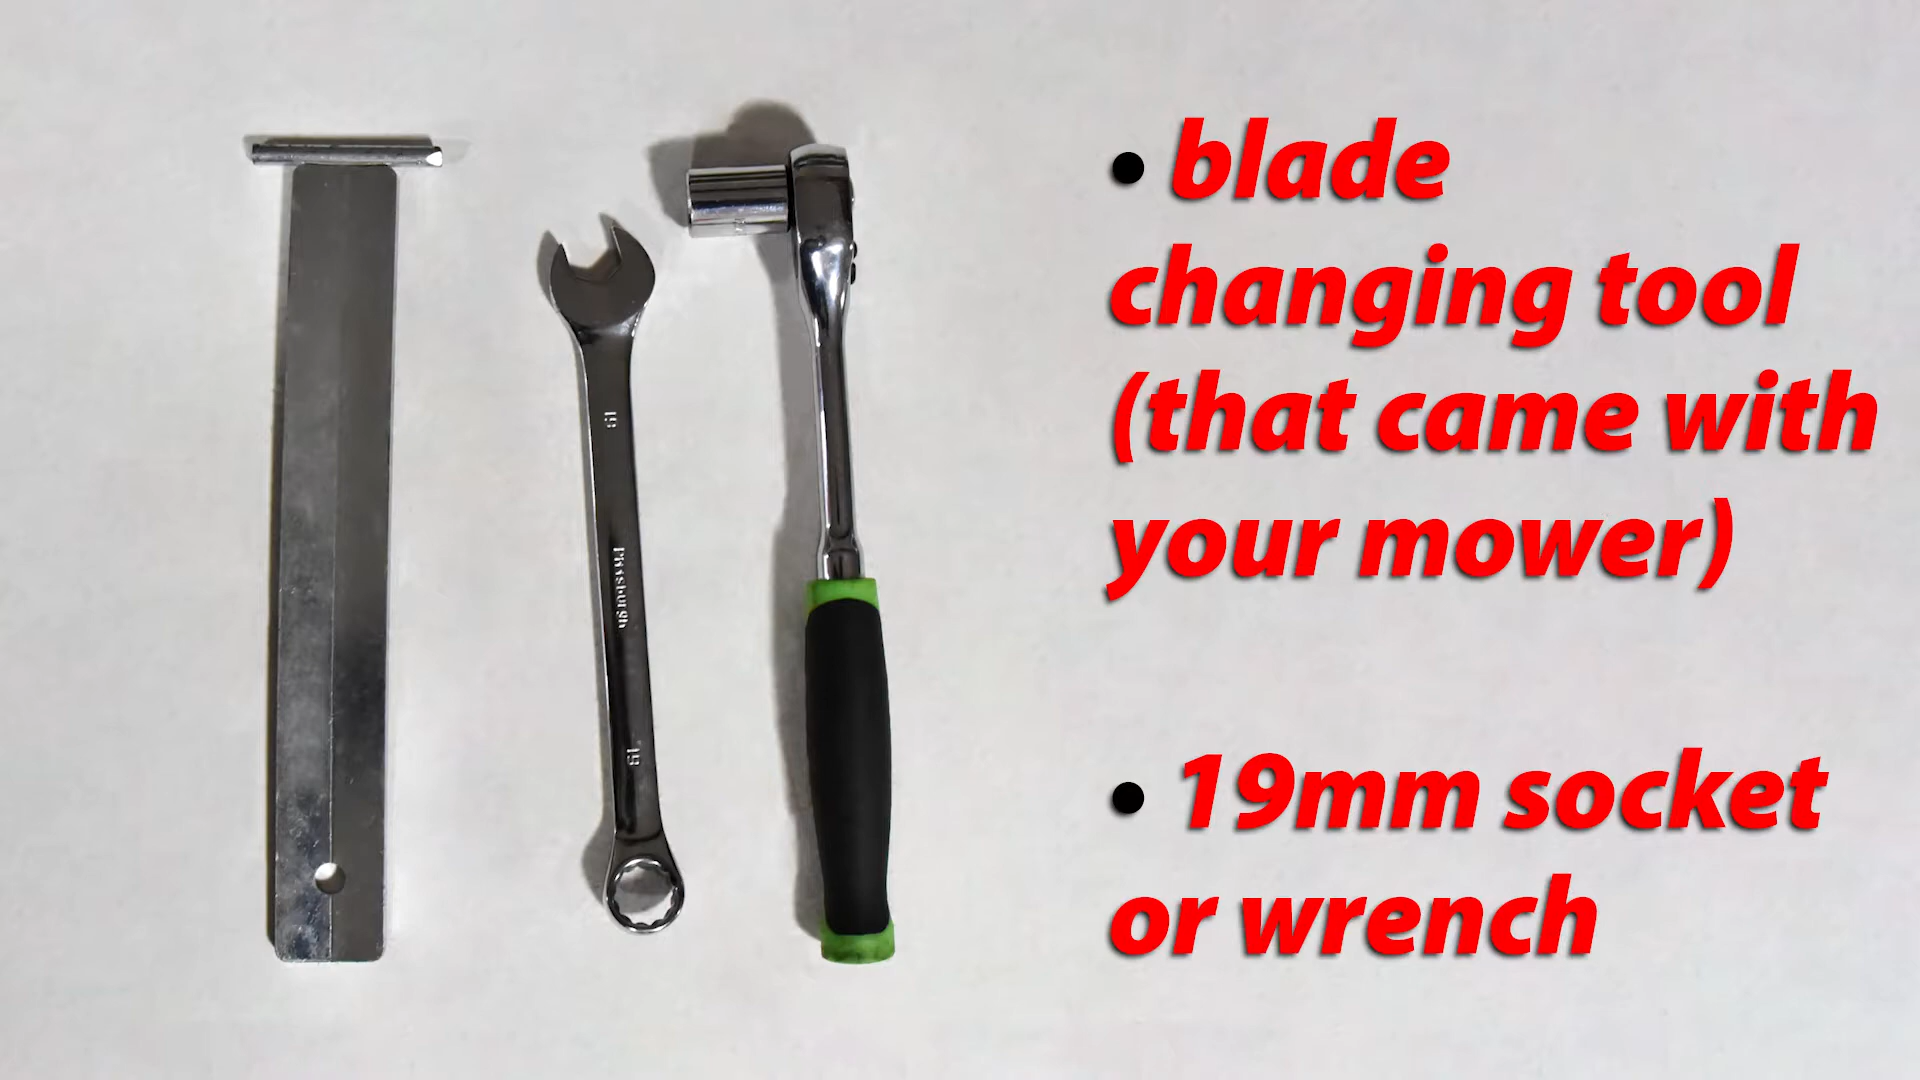 • blade
changing tool
(that came with
your mower)
• 19mm socket
or wrench
19
Pittsburgh
19